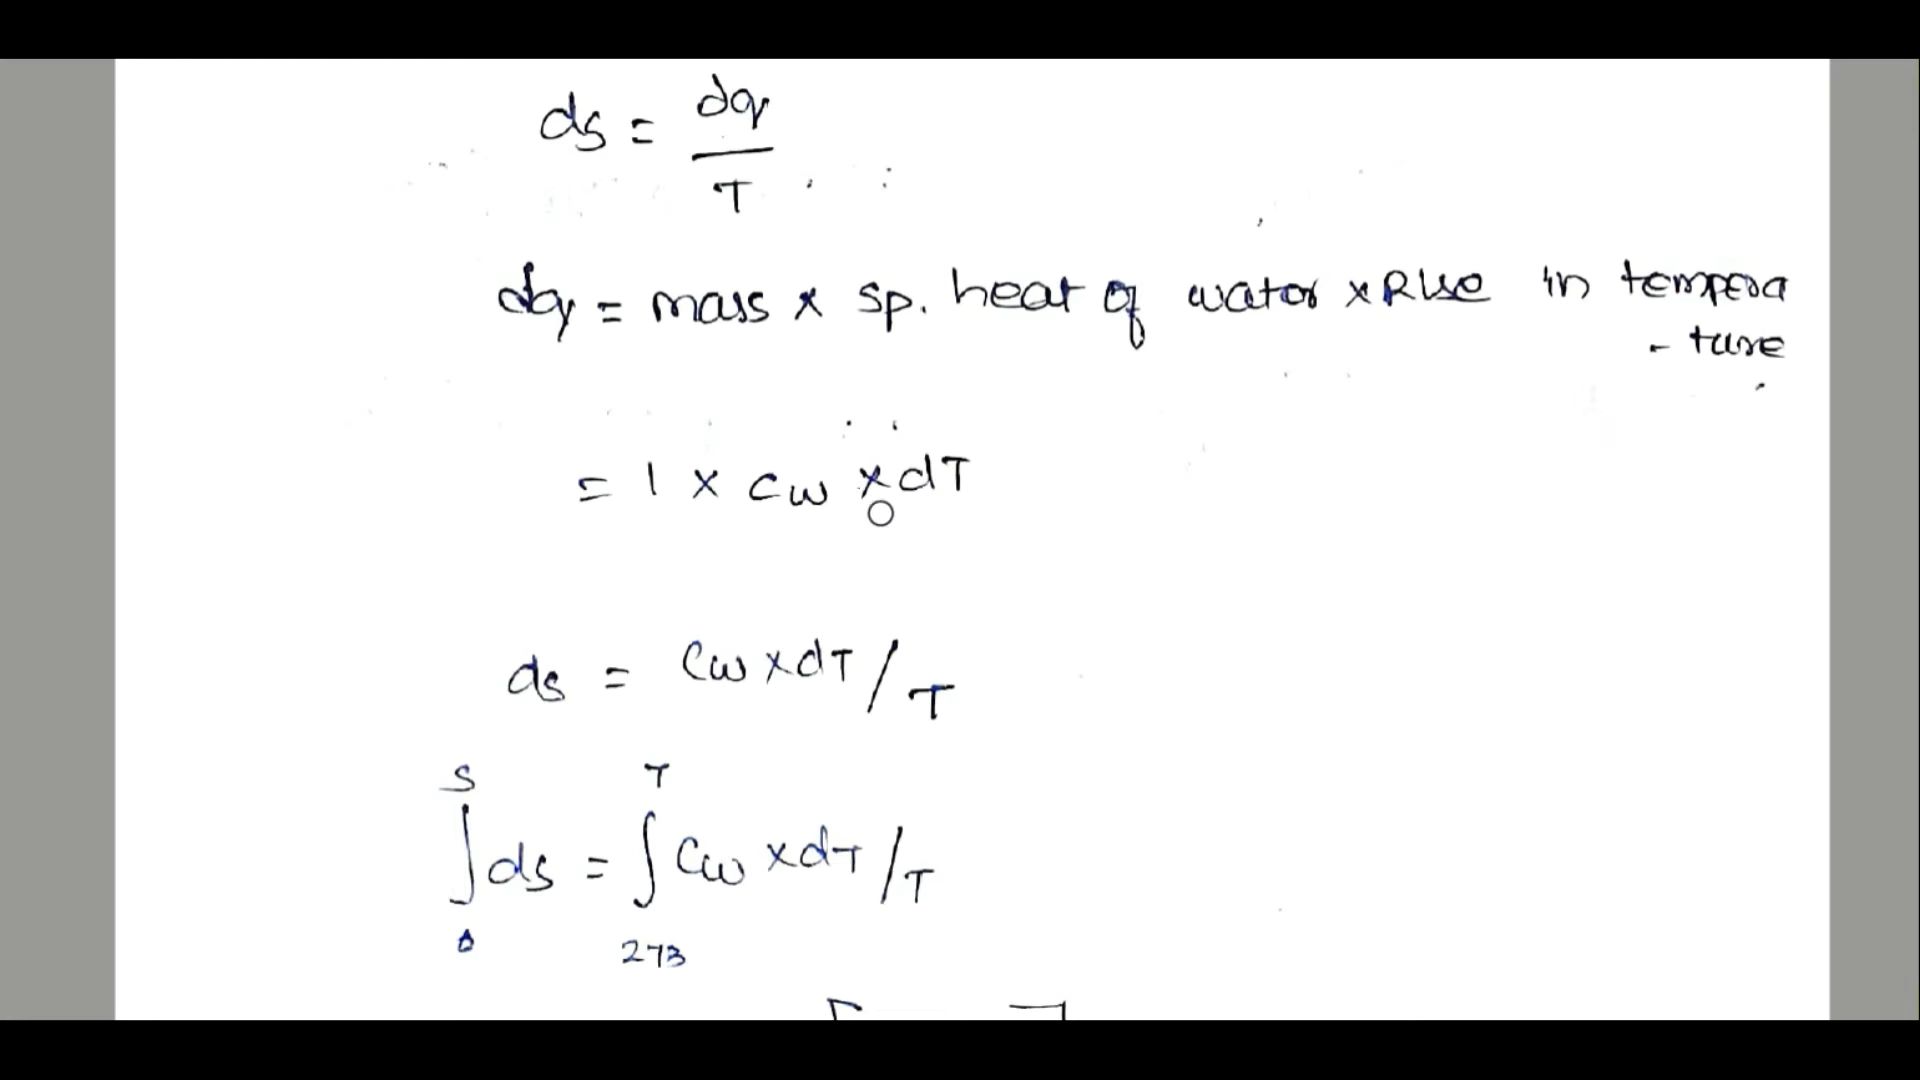 ds = dq
T
dq = mass × sp. heat of water × Rise in tempera
- ture
= 1 × Cw × dT
ds = Cw × dT / T
S T
∫ ds = ∫ Cw × dT / T
0 273